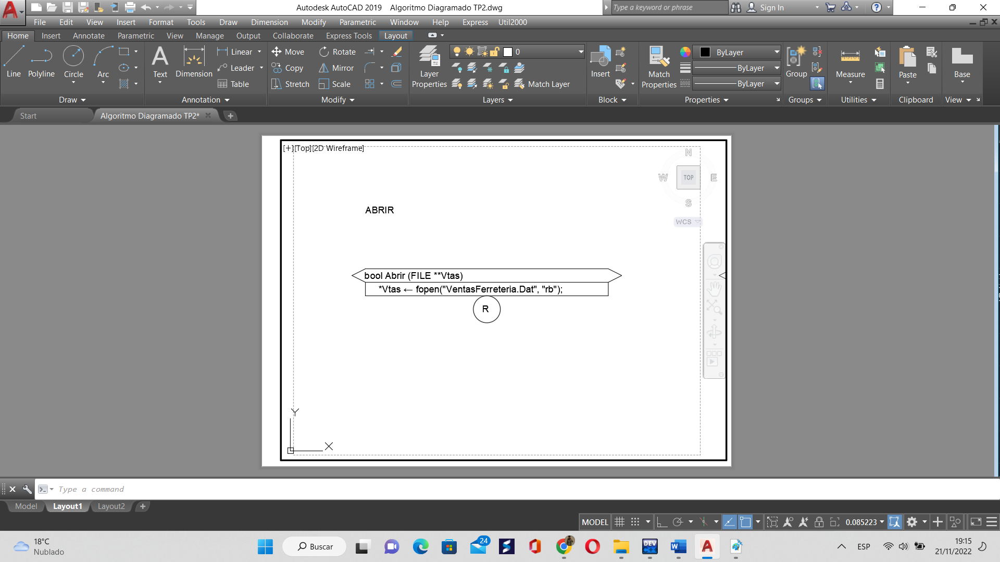 Autodesk AutoCAD 2019 Algoritmo Diagramado TP2.dwg
Type a keyword or phrase
Sign In
File Edit View Insert Format Tools Draw Dimension Modify Parametric Window Help Express Util2000
Home Insert Annotate Parametric View Manage Output Collaborate Express Tools Layout
Line Polyline Circle Arc
Text Dimension
Linear
Leader
Table
Move Rotate
Copy Mirror
Stretch Scale
Layer Properties
0
Match Layer
Insert
Match Properties
ByLayer
ByLayer
ByLayer
Group
Measure
Paste
Base
Draw Annotation Modify Layers Block Properties Groups Utilities Clipboard View
Start Algoritmo Diagramado TP2*
[+][Top][2D Wireframe]
N
W TOP E
S
WCS
ABRIR
bool Abrir (FILE **Vtas)
*Vtas ← fopen("VentasFerreteria.Dat", "rb");
R
Y
X
Type a command
Model Layout1 Layout2
MODEL 0.085223
18°C
Nublado
Buscar
24
DEV C++
ESP
19:15
21/11/2022